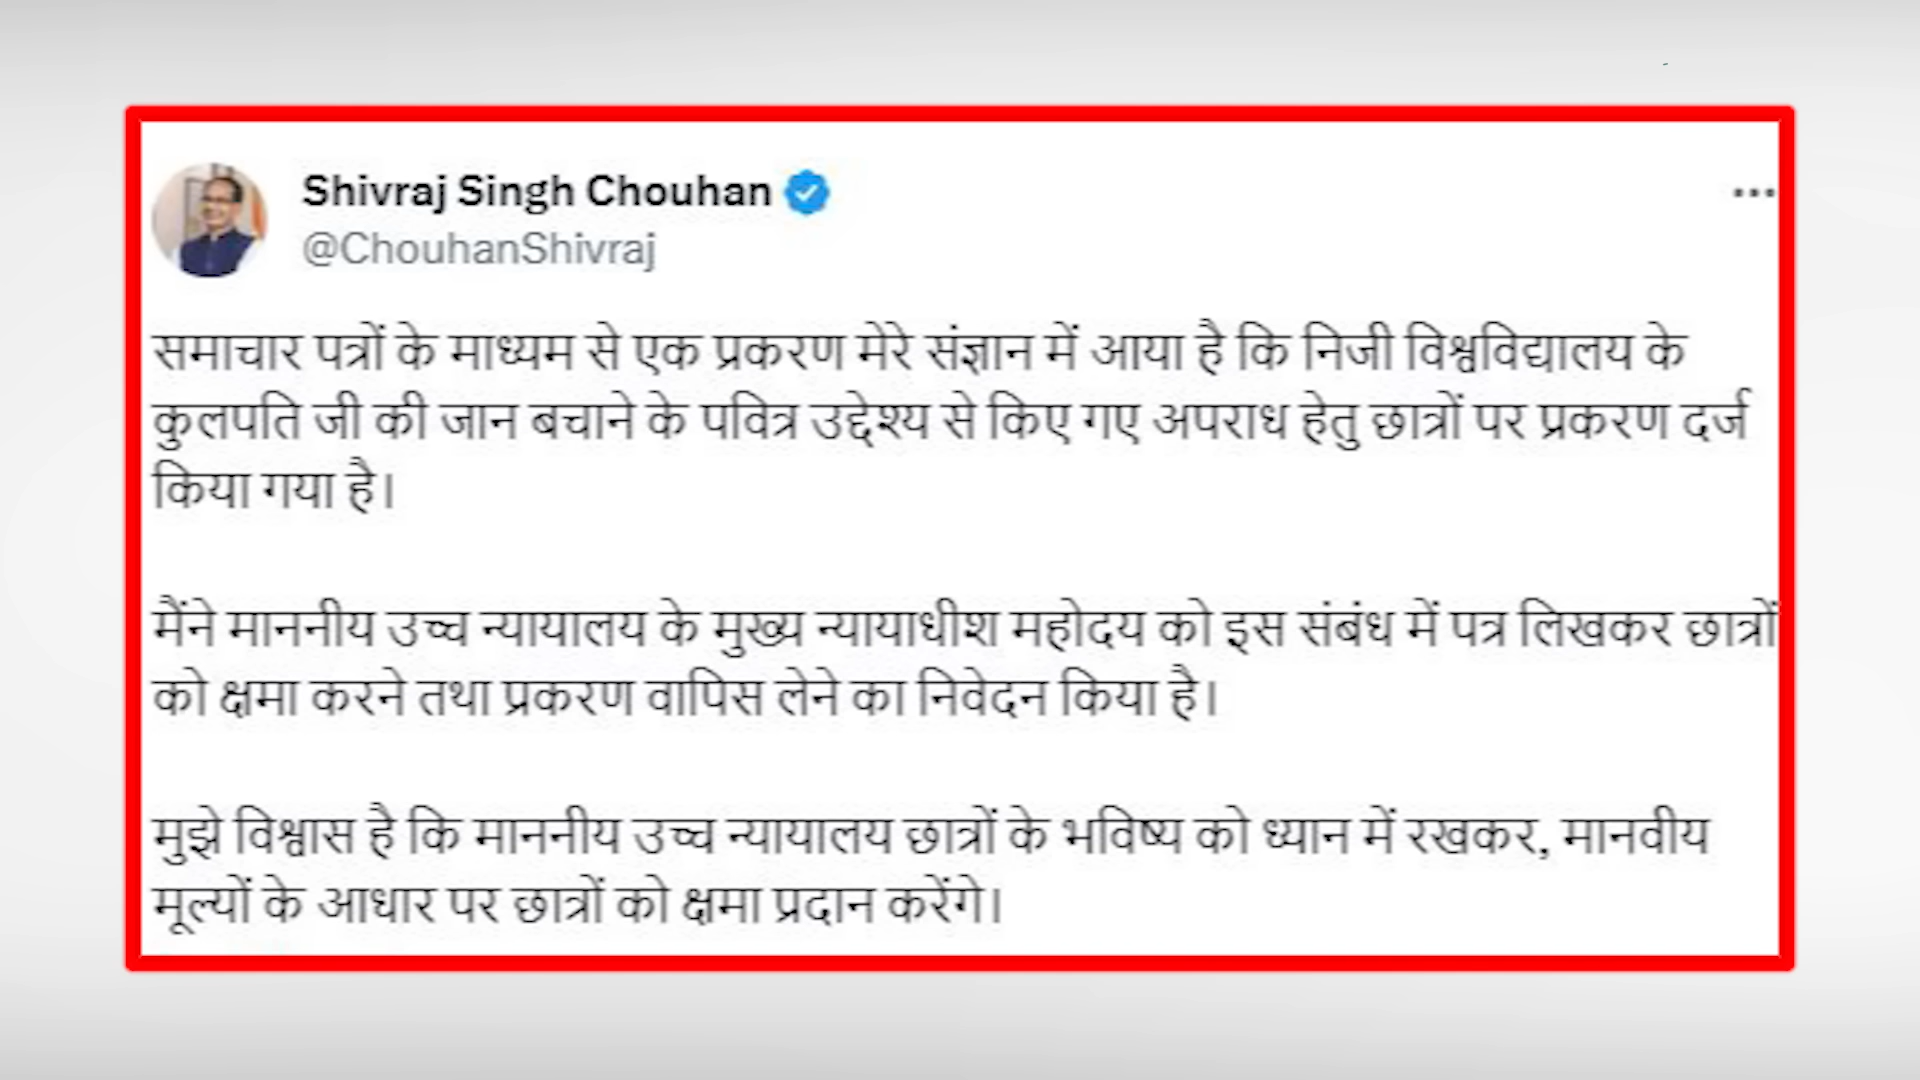 Shivraj Singh Chouhan
@ChouhanShivraj
समाचार पत्रों के माध्यम से एक प्रकरण मेरे संज्ञान में आया है कि निजी विश्वविद्यालय के
कुलपति जी की जान बचाने के पवित्र उद्देश्य से किए गए अपराध हेतु छात्रों पर प्रकरण दर्ज
किया गया है।
मैंने माननीय उच्च न्यायालय के मुख्य न्यायाधीश महोदय को इस संबंध में पत्र लिखकर छात्रों
को क्षमा करने तथा प्रकरण वापिस लेने का निवेदन किया है।
मुझे विश्वास है कि माननीय उच्च न्यायालय छात्रों के भविष्य को ध्यान में रखकर, मानवीय
मूल्यों के आधार पर छात्रों को क्षमा प्रदान करेंगे।